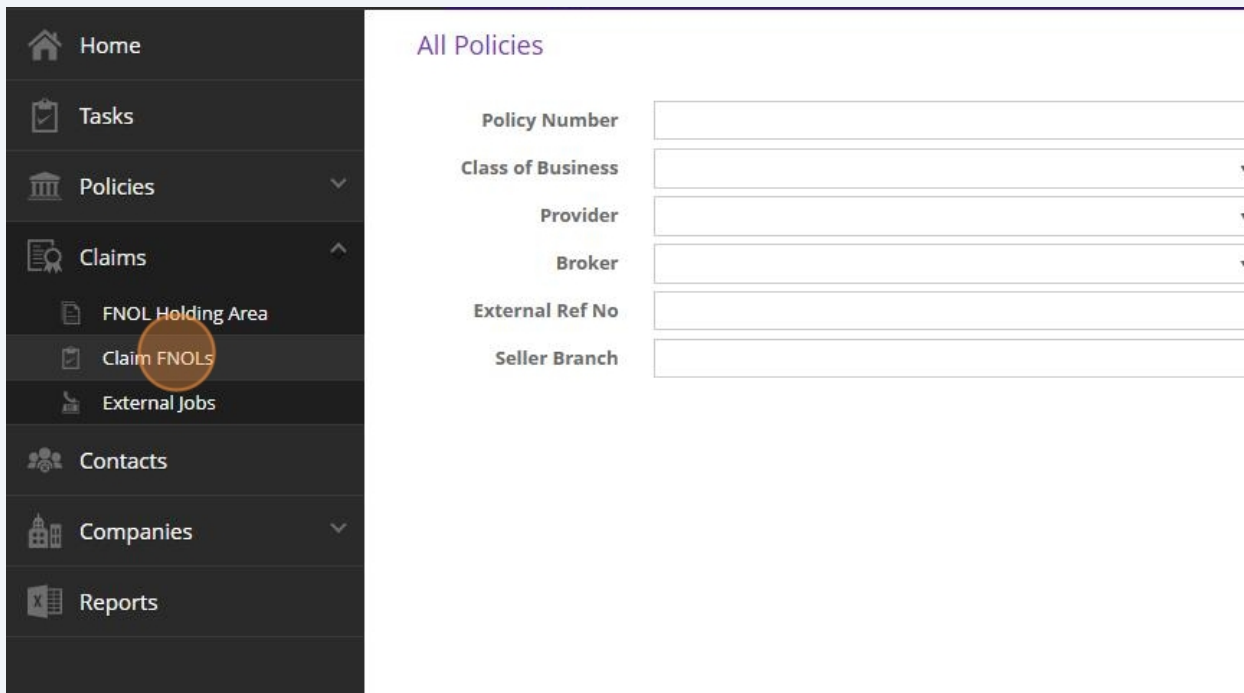 Home
Tasks
Policies
Claims
FNOL Holding Area
Claim FNOLs
External Jobs
Contacts
Companies
Reports
All Policies
Policy Number
Class of Business
Provider
Broker
External Ref No
Seller Branch